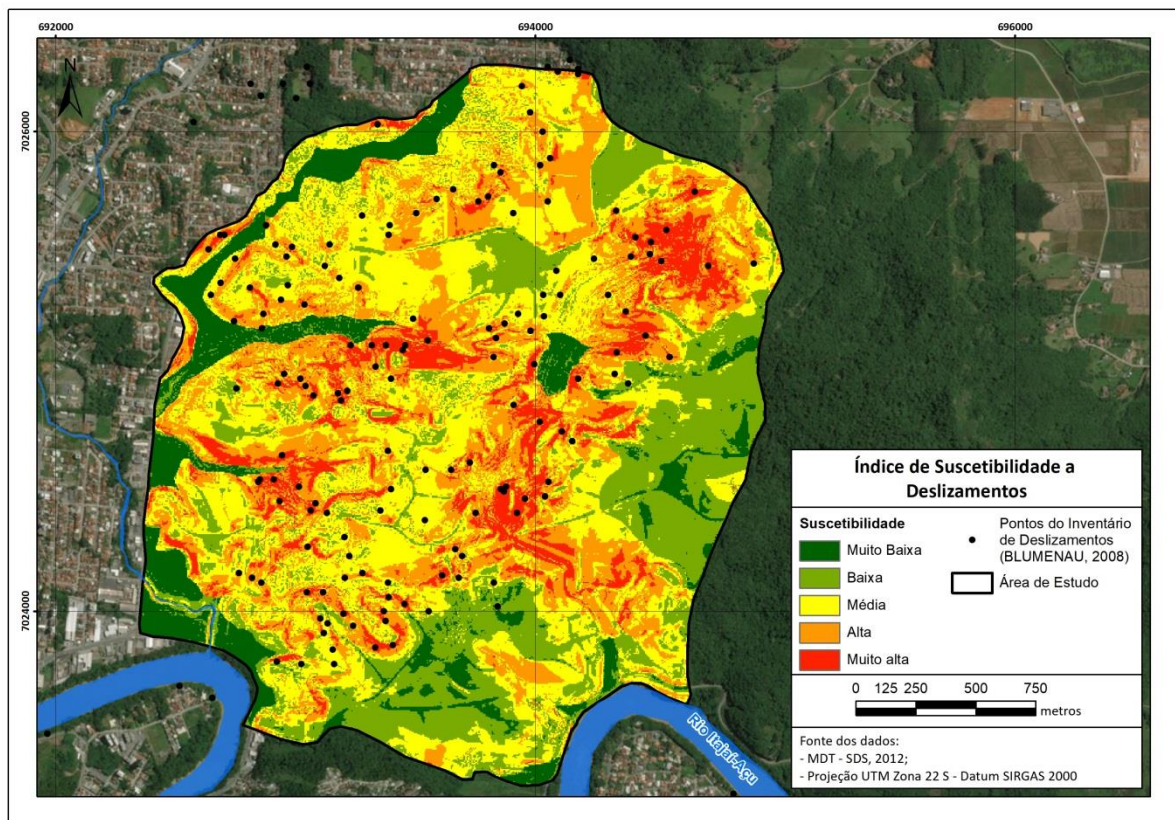 692000
694000
696000
N
7026000
7024000
Índice de Suscetibilidade a
Deslizamentos
Suscetibilidade
Muito Baixa
Baixa
Média
Alta
Muito alta
Pontos do Inventário
de Deslizamentos
(BLUMENAU, 2008)
Área de Estudo
0 125 250 500 750
metros
Fonte dos dados:
- MDT - SDS, 2012;
- Projeção UTM Zona 22 S - Datum SIRGAS 2000
Rio Itajaí-Açu